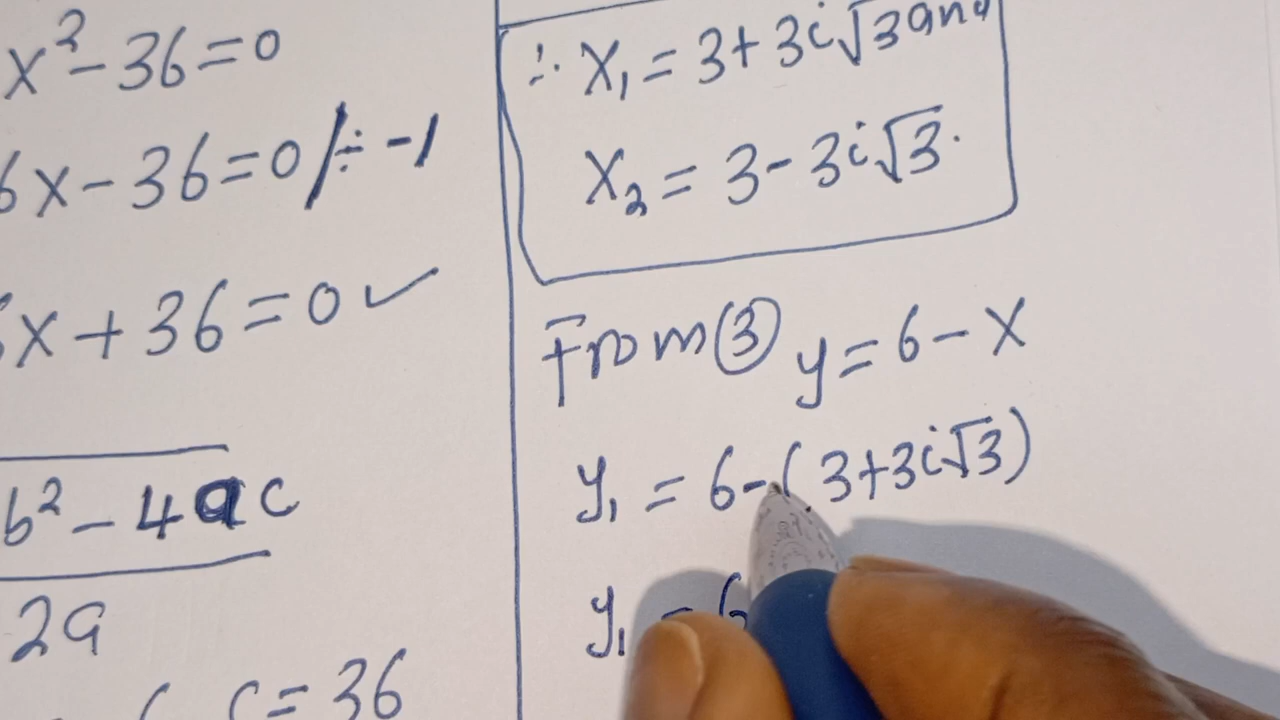 x²-36=0
6x-36=0/÷-1
x+36=0✓
b²-4ac
2a
c=36
∴ x₁=3+3i√3 and
x₂=3-3i√3.
From ③ y=6-x
y₁=6-(3+3i√3)
y₁=6